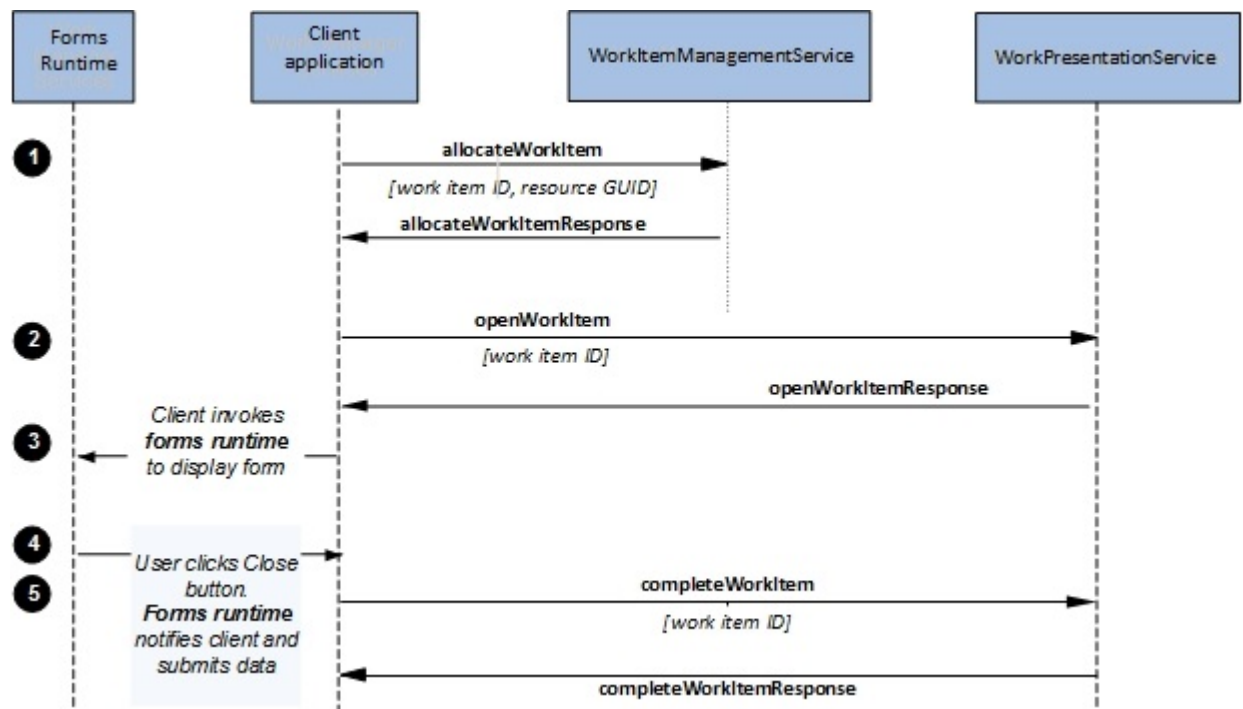 Forms
Runtime
Client
application
WorkItemManagementService
WorkPresentationService
1
allocateWorkItem
[work item ID, resource GUID]
allocateWorkItemResponse
2
openWorkItem
[work item ID]
openWorkItemResponse
3
Client invokes
forms runtime
to display form
4
User clicks Close
button.
Forms runtime
notifies client and
submits data
5
completeWorkItem
[work item ID]
completeWorkItemResponse